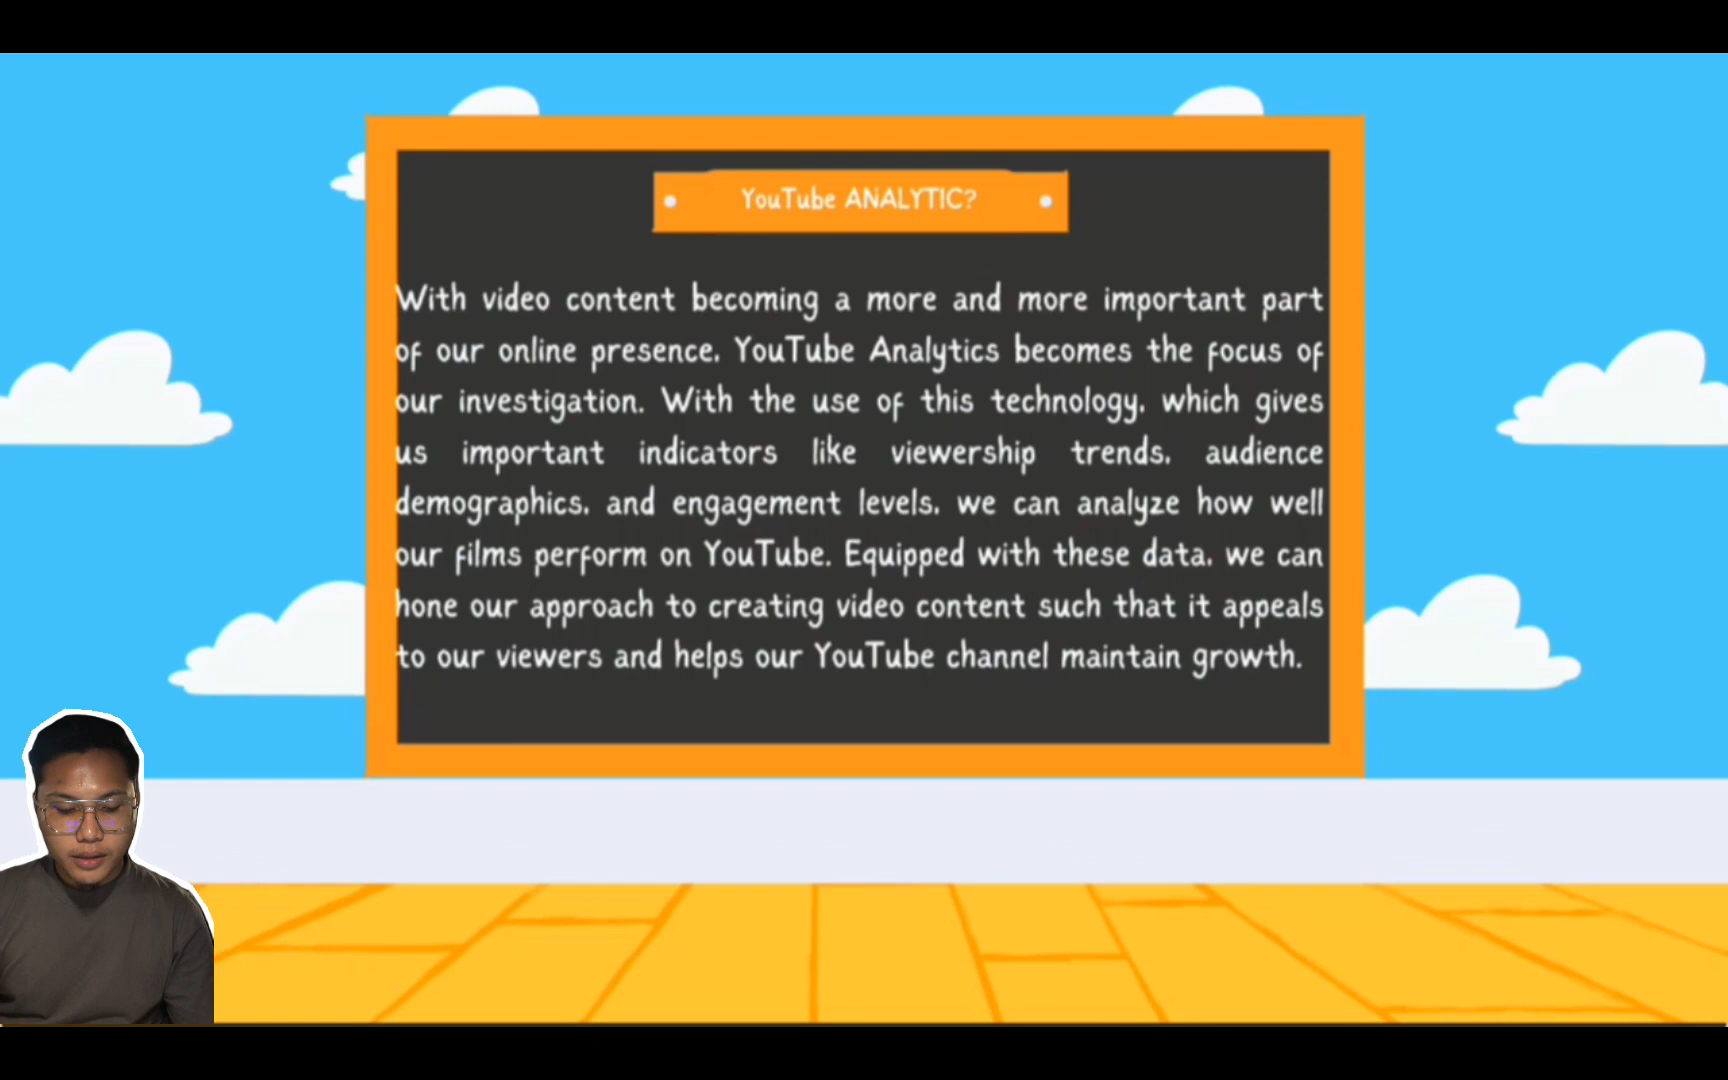 YouTube ANALYTIC?
With video content becoming a more and more important part
of our online presence, YouTube Analytics becomes the focus of
our investigation. With the use of this technology, which gives
us important indicators like viewership trends, audience
demographics, and engagement levels, we can analyze how well
our films perform on YouTube. Equipped with these data, we can
hone our approach to creating video content such that it appeals
to our viewers and helps our YouTube channel maintain growth.